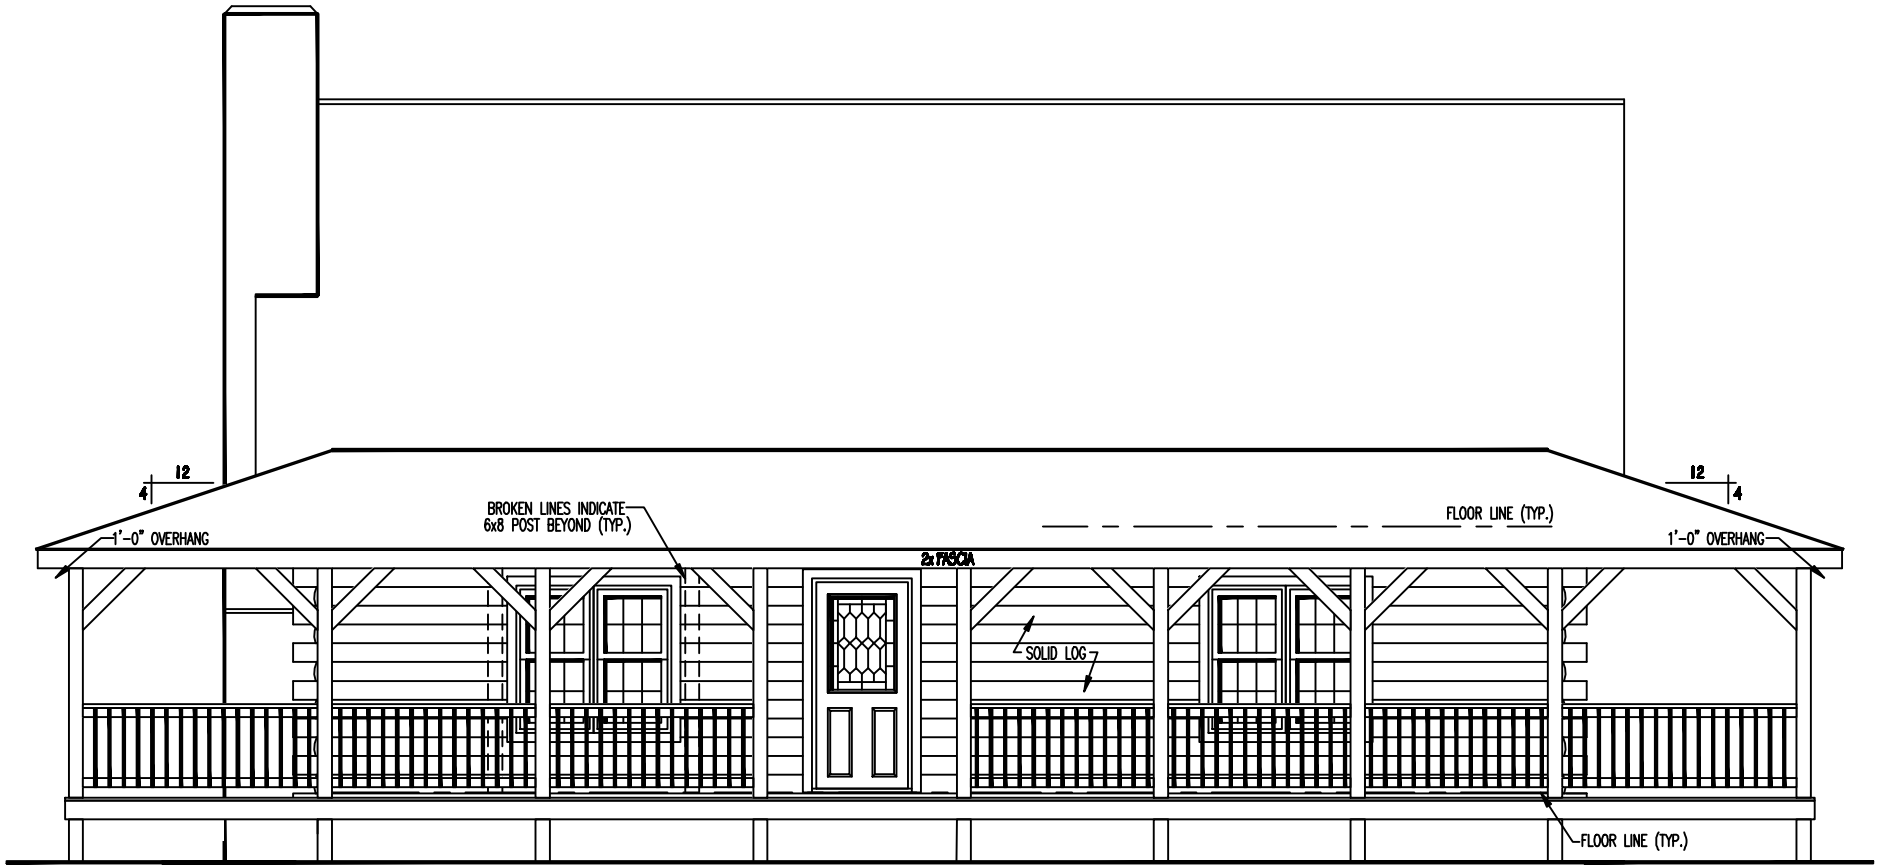 12
4
12
4
BROKEN LINES INDICATE
6x8 POST BEYOND (TYP.)
FLOOR LINE (TYP.)
1'-0" OVERHANG
1'-0" OVERHANG
2x FASCIA
SOLID LOG
FLOOR LINE (TYP.)